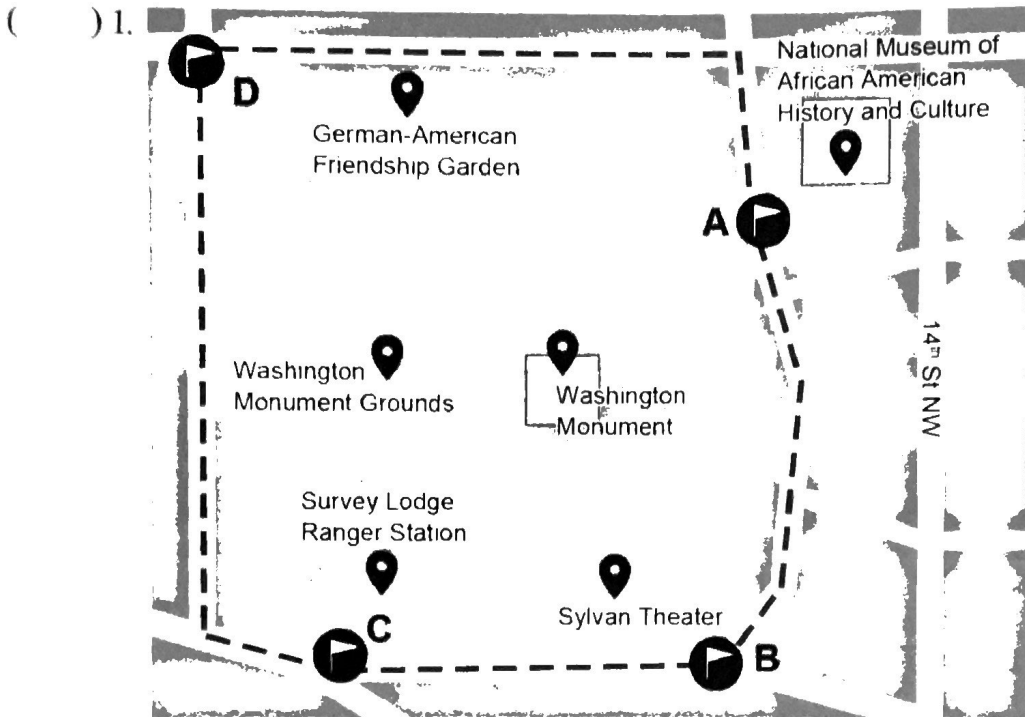 ( ) 1.
National Museum of
African American
History and Culture
D
German-American
Friendship Garden
A
14th St NW
Washington
Monument Grounds
Washington
Monument
Survey Lodge
Ranger Station
Sylvan Theater
C
B